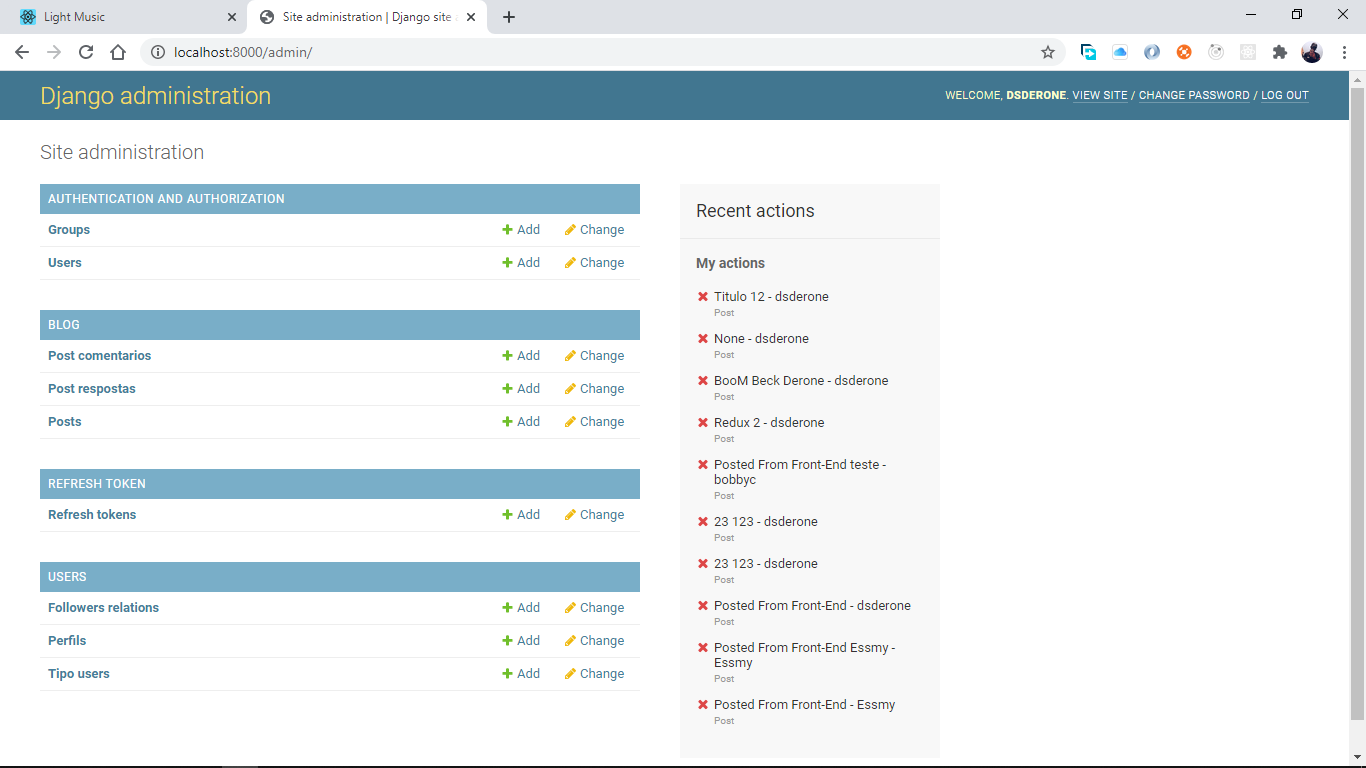 Light Music
Site administration | Django site
localhost:8000/admin/
Django administration
WELCOME, DSDERONE. VIEW SITE / CHANGE PASSWORD / LOG OUT
Site administration
AUTHENTICATION AND AUTHORIZATION
Groups Add Change
Users Add Change
BLOG
Post comentarios Add Change
Post respostas Add Change
Posts Add Change
REFRESH TOKEN
Refresh tokens Add Change
USERS
Followers relations Add Change
Perfils Add Change
Tipo users Add Change
Recent actions
My actions
Titulo 12 - dsderone
Post
None - dsderone
Post
BooM Beck Derone - dsderone
Post
Redux 2 - dsderone
Post
Posted From Front-End teste -
bobbyc
Post
23 123 - dsderone
Post
23 123 - dsderone
Post
Posted From Front-End - dsderone
Post
Posted From Front-End Essmy -
Essmy
Post
Posted From Front-End - Essmy
Post